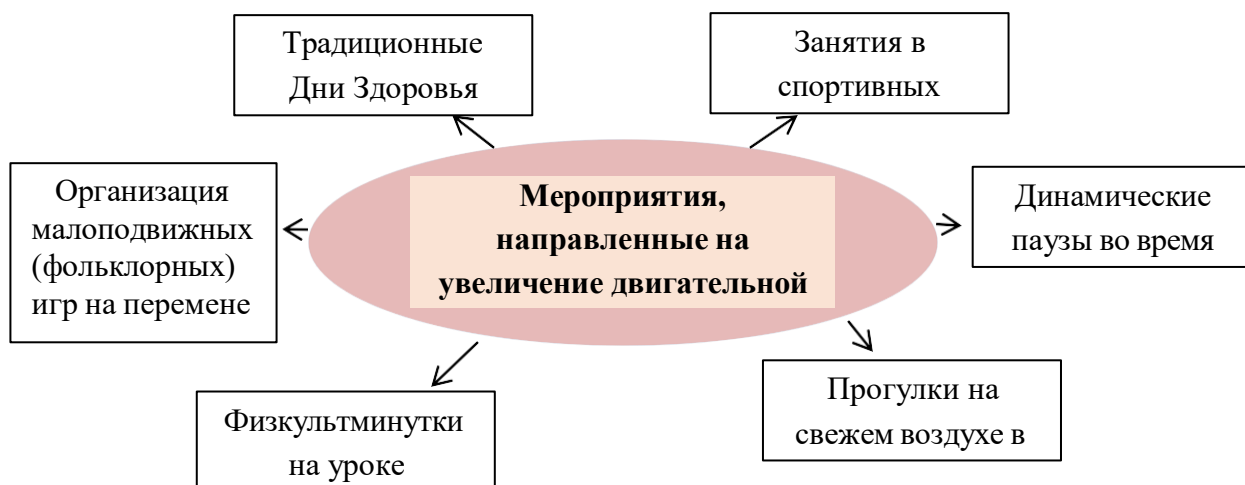 Традиционные
Дни Здоровья
Занятия в
спортивных
Организация
малоподвижных
(фольклорных)
игр на перемене
Мероприятия,
направленные на
увеличение двигательной
Динамические
паузы во время
Физкультминутки
на уроке
Прогулки на
свежем воздухе в